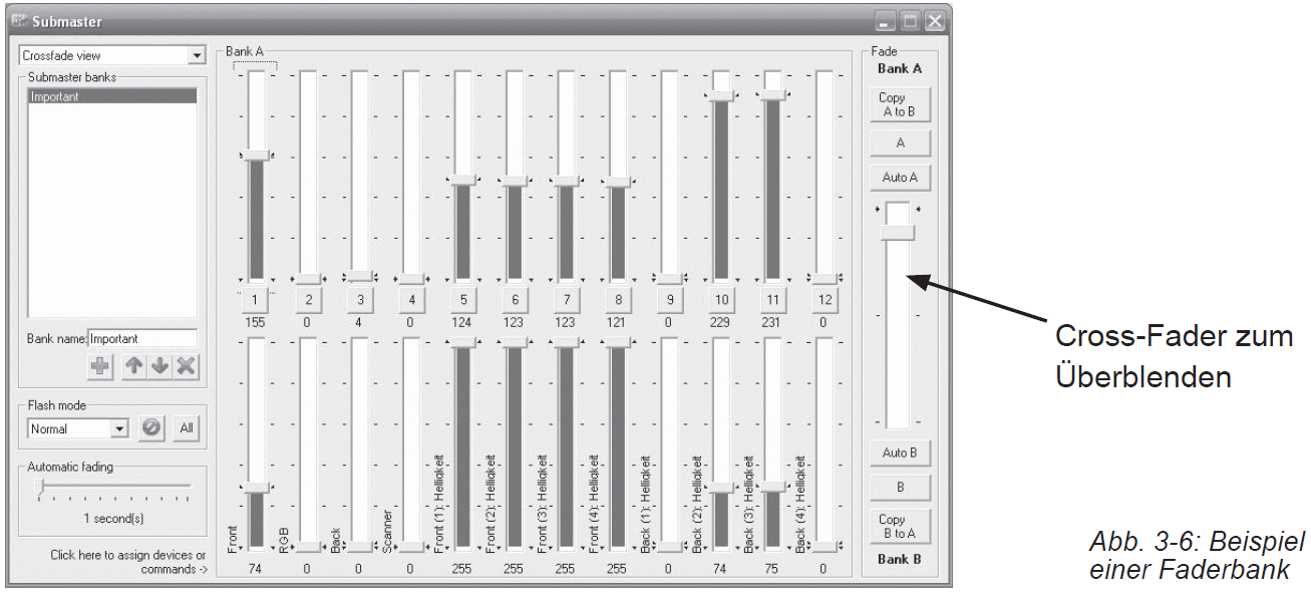 Submaster
Crossfade view
Submaster banks
Important
Bank name: Important
Flash mode
Normal
All
Automatic fading
1 second(s)
Click here to assign devices or
commands ->
Bank A
1 2 3 4 5 6 7 8 9 10 11 12
155 0 4 0 124 123 123 121 0 229 231 0
Front
RGB
Back
Scanner
Front (1): Helligkeit
Front (2): Helligkeit
Front (3): Helligkeit
Front (4): Helligkeit
Back (1): Helligkeit
Back (2): Helligkeit
Back (3): Helligkeit
Back (4): Helligkeit
74 0 0 0 255 255 255 255 0 74 75 0
Fade
Bank A
Copy
A to B
A
Auto A
Auto B
B
Copy
B to A
Bank B
Cross-Fader zum
Überblenden
Abb. 3-6: Beispiel
einer Faderbank